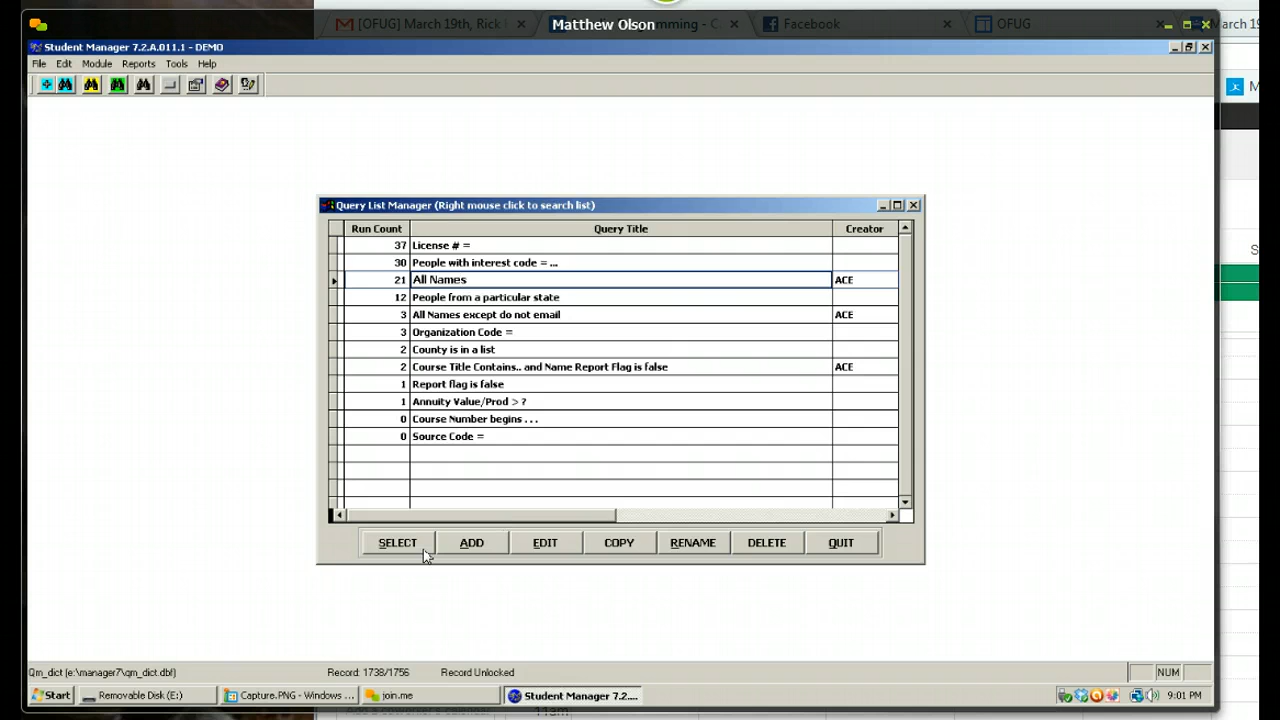 [OFUG] March 19th, Rick
mming - C
Facebook
OFUG
arch 19
Matthew Olson
Student Manager 7.2.A.011.1 - DEMO
File Edit Module Reports Tools Help
M
S
Query List Manager (Right mouse click to search list)
Run Count Query Title Creator
37 License # =
30 People with interest code = ...
21 All Names ACE
12 People from a particular state
3 All Names except do not email ACE
3 Organization Code =
2 County is in a list
2 Course Title Contains.. and Name Report Flag is false ACE
1 Report flag is false
1 Annuity Value/Prod > ?
0 Course Number begins . . .
0 Source Code =
SELECT ADD EDIT COPY RENAME DELETE QUIT
Qm_dict (e:\manager7\qm_dict.dbf) Record: 1738/1756 Record Unlocked NUM
Start Removable Disk (E:) Capture.PNG - Windows ... join.me Student Manager 7.2.... 9:01 PM
11am